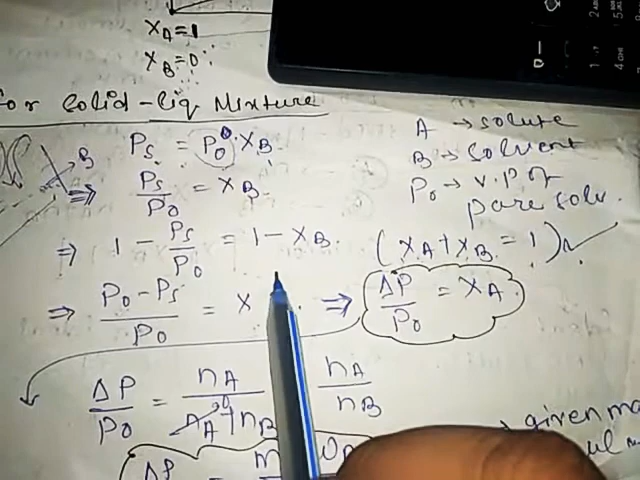 XA=1
XB=0
For Solid-liq Mixture
Ps = P0 · XB
A → solute
B → Solvent
P0 → v.p of pure solv.
B
⇒ Ps/P0 = XB
⇒ 1 - Ps/P0 = 1 - XB.
(XA + XB = 1)
⇒ P0 - Ps/P0 = X
⇒ ΔP/P0 = XA
ΔP/P0 = nA/nA+nB
nA/nB
→ given
ΔP